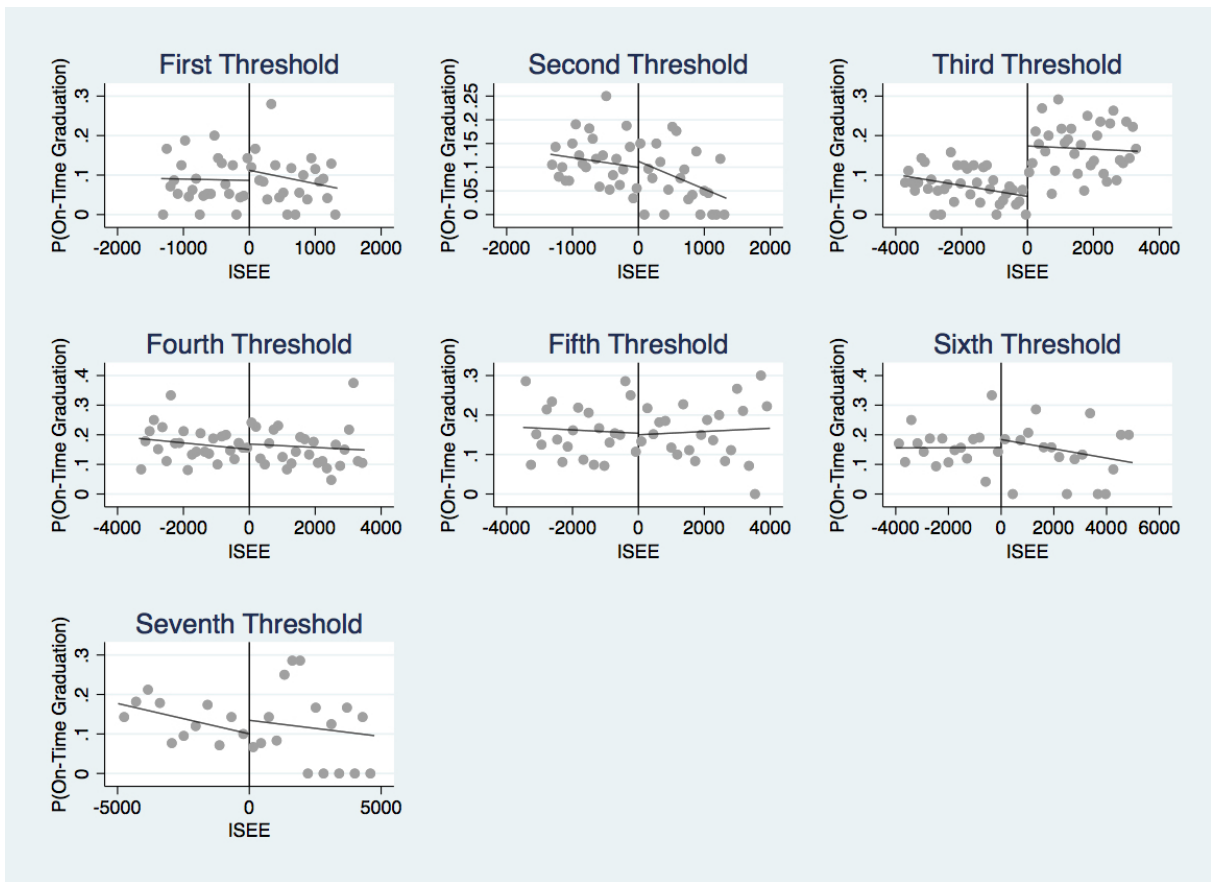 First Threshold
P(On-Time Graduation)
0 .1 .2 .3
-2000 -1000 0 1000 2000
ISEE
Second Threshold
P(On-Time Graduation)
0 .05 .1 .15 .2 .25
-2000 -1000 0 1000 2000
ISEE
Third Threshold
P(On-Time Graduation)
0 .1 .2 .3
-4000 -2000 0 2000 4000
ISEE
Fourth Threshold
P(On-Time Graduation)
0 .1 .2 .3 .4
-4000 -2000 0 2000 4000
ISEE
Fifth Threshold
P(On-Time Graduation)
0 .1 .2 .3
-4000 -2000 0 2000 4000
ISEE
Sixth Threshold
P(On-Time Graduation)
0 .1 .2 .3 .4
-4000 -2000 0 2000 4000 6000
ISEE
Seventh Threshold
P(On-Time Graduation)
0 .1 .2 .3
-5000 0 5000
ISEE